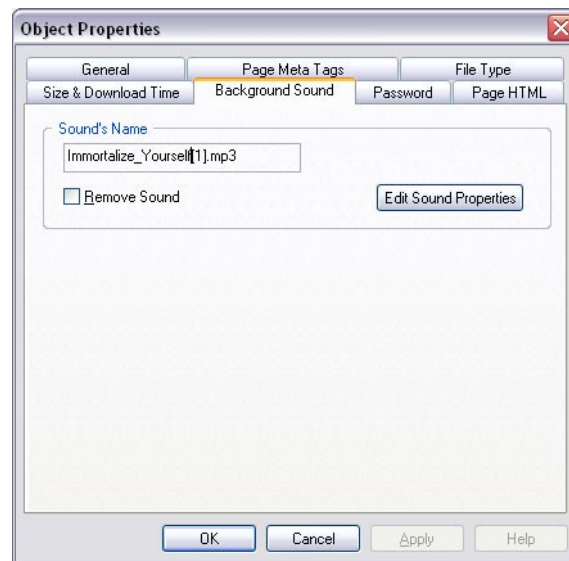 Object Properties
General Page Meta Tags File Type
Size & Download Time Background Sound Password Page HTML
Sound's Name
Immortalize_Yourself[1].mp3
Remove Sound Edit Sound Properties
OK Cancel Apply Help